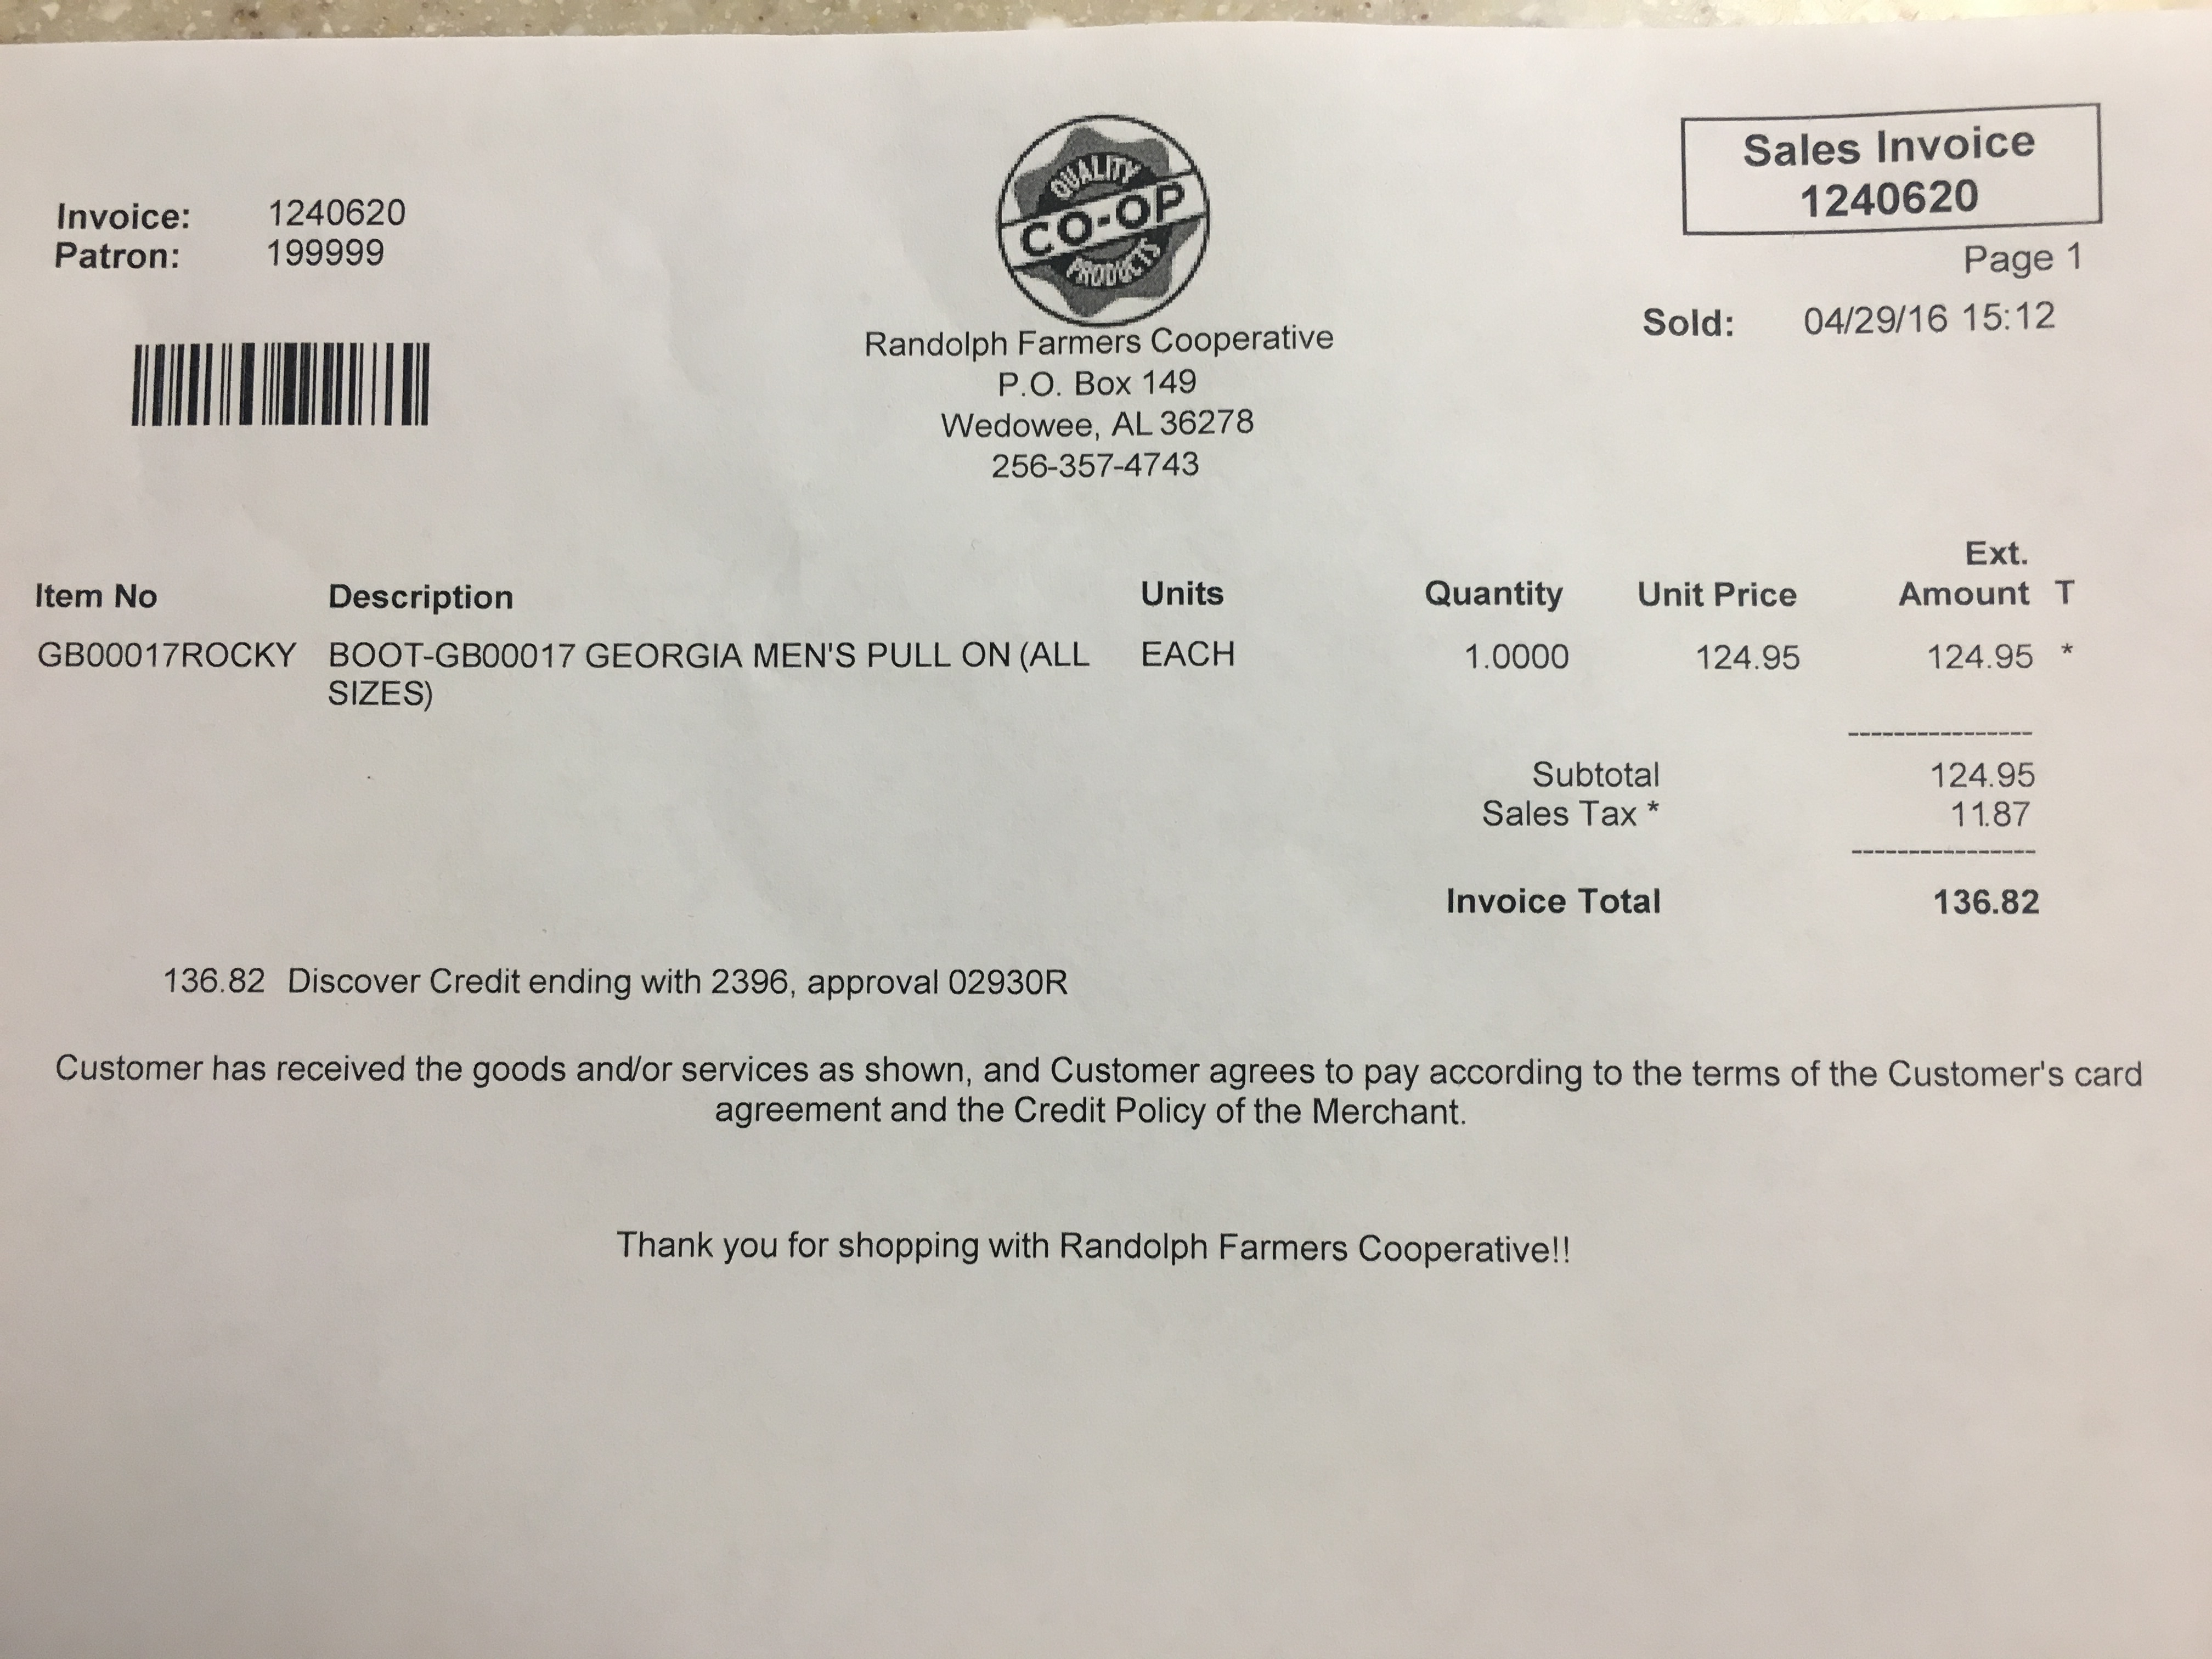 Sales Invoice
1240620
Page 1
Invoice: 1240620
Patron: 199999
QUALITY
CO-OP
PRODUCTS
Sold: 04/29/16 15:12
Randolph Farmers Cooperative
P.O. Box 149
Wedowee, AL 36278
256-357-4743
Ext.
Item No Description Units Quantity Unit Price Amount T
GB00017ROCKY BOOT-GB00017 GEORGIA MEN'S PULL ON (ALL EACH 1.0000 124.95 124.95 *
SIZES)
----------------
Subtotal 124.95
Sales Tax * 11.87
----------------
Invoice Total 136.82
136.82 Discover Credit ending with 2396, approval 02930R
Customer has received the goods and/or services as shown, and Customer agrees to pay according to the terms of the Customer's card
agreement and the Credit Policy of the Merchant.
Thank you for shopping with Randolph Farmers Cooperative!!